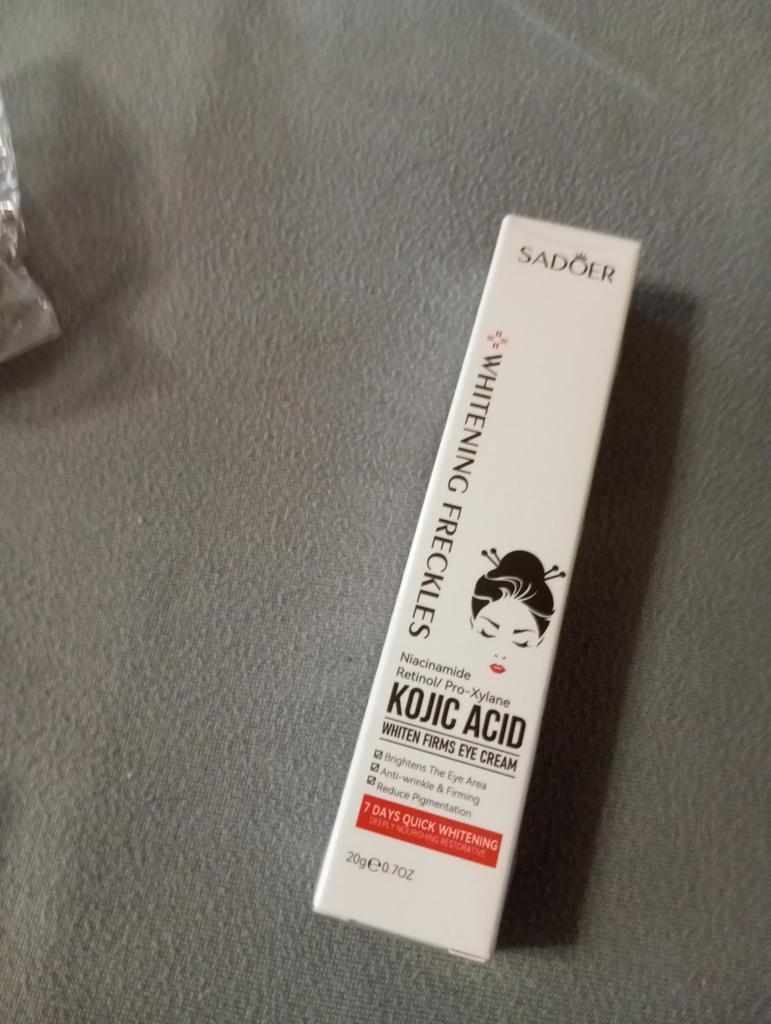 SADOER
WHITENING FRECKLES
Niacinamide
Retinol/ Pro-Xylane
KOJIC ACID
WHITEN FIRMS EYE CREAM
☑ Brightens The Eye Area
☑ Anti-wrinkle & Firming
☑ Reduce Pigmentation
7 DAYS QUICK WHITENING
DEEPLY NOURISHING RESTORATIVE
20g℮0.7OZ